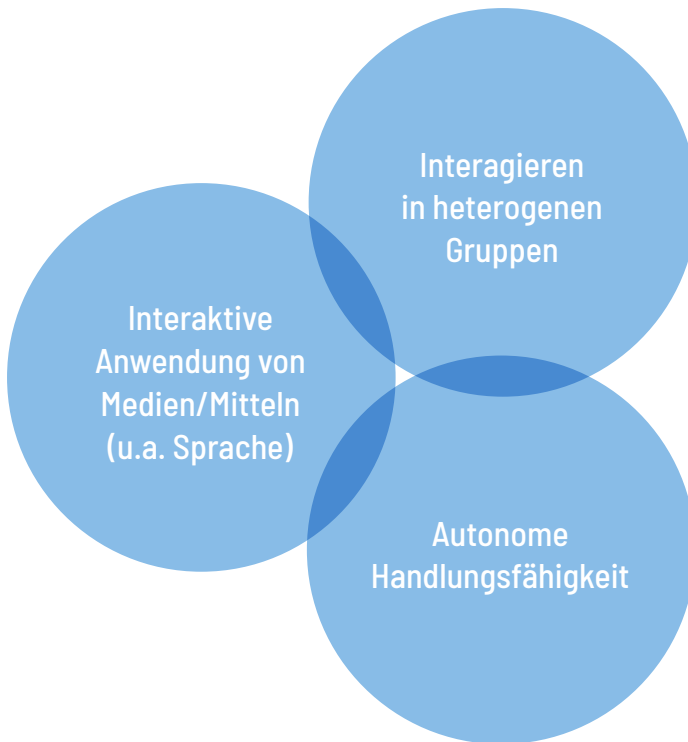 Interagieren
in heterogenen
Gruppen
Interaktive
Anwendung von
Medien/Mitteln
(u.a. Sprache)
Autonome
Handlungsfähigkeit